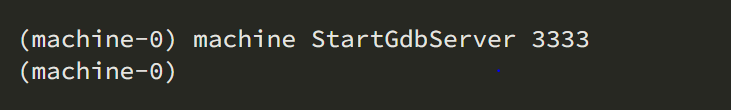 (machine-0) machine StartGdbServer 3333
(machine-0)